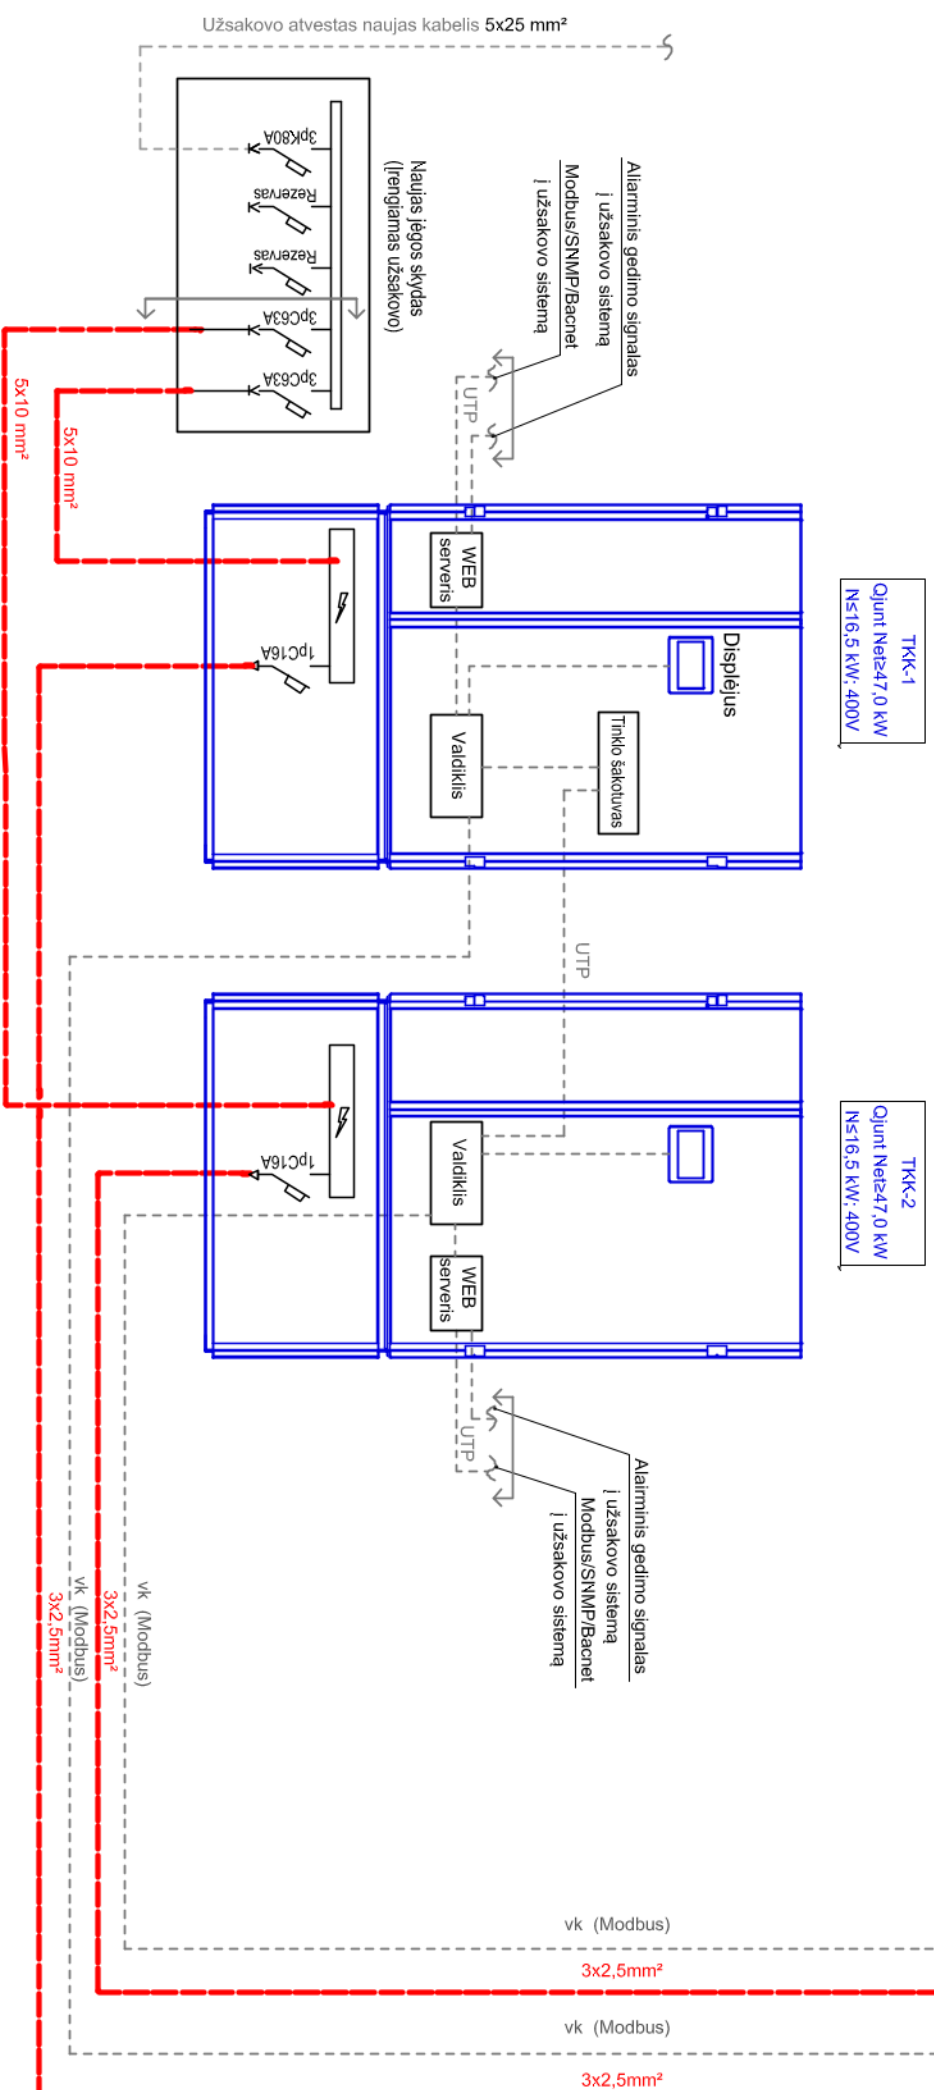 Užsakovo atvestas naujas kabelis 5x25 mm²
3pK80A
Rezervas
Rezervas
3pC63A
3pC63A
Naujas jėgos skydas
(Įrengiamas užsakovo)
Aliarminis gedimo signalas
į užsakovo sistemą
Modbus/SNMP/Bacnet
į užsakovo sistemą
UTP
5x10 mm²
5x10 mm²
TKK-1
Qjunt Net≥47,0 kW
N≤16,5 kW; 400V
WEB
serveris
Displėjus
Valdiklis
Tinklo šakotuvas
1pC16A
UTP
TKK-2
Qjunt Net≥47,0 kW
N≤16,5 kW; 400V
Valdiklis
WEB
serveris
1pC16A
UTP
Alairminis gedimo signalas
į užsakovo sistemą
Modbus/SNMP/Bacnet
į užsakovo sistemą
vk (Modbus)
3x2,5mm²
vk (Modbus)
3x2,5mm²
vk (Modbus)
3x2,5mm²
vk (Modbus)
3x2,5mm²